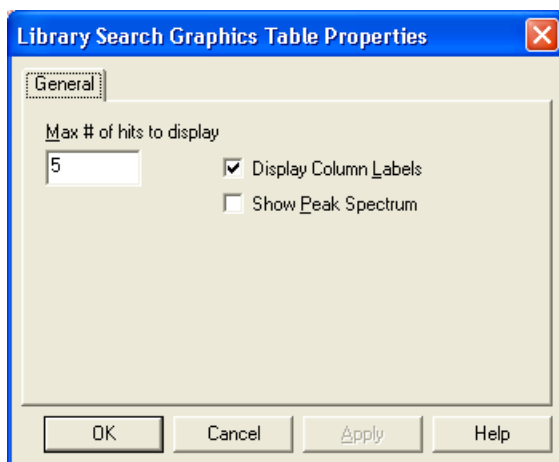 Library Search Graphics Table Properties
General
Max # of hits to display
5
Display Column Labels
Show Peak Spectrum
OK Cancel Apply Help